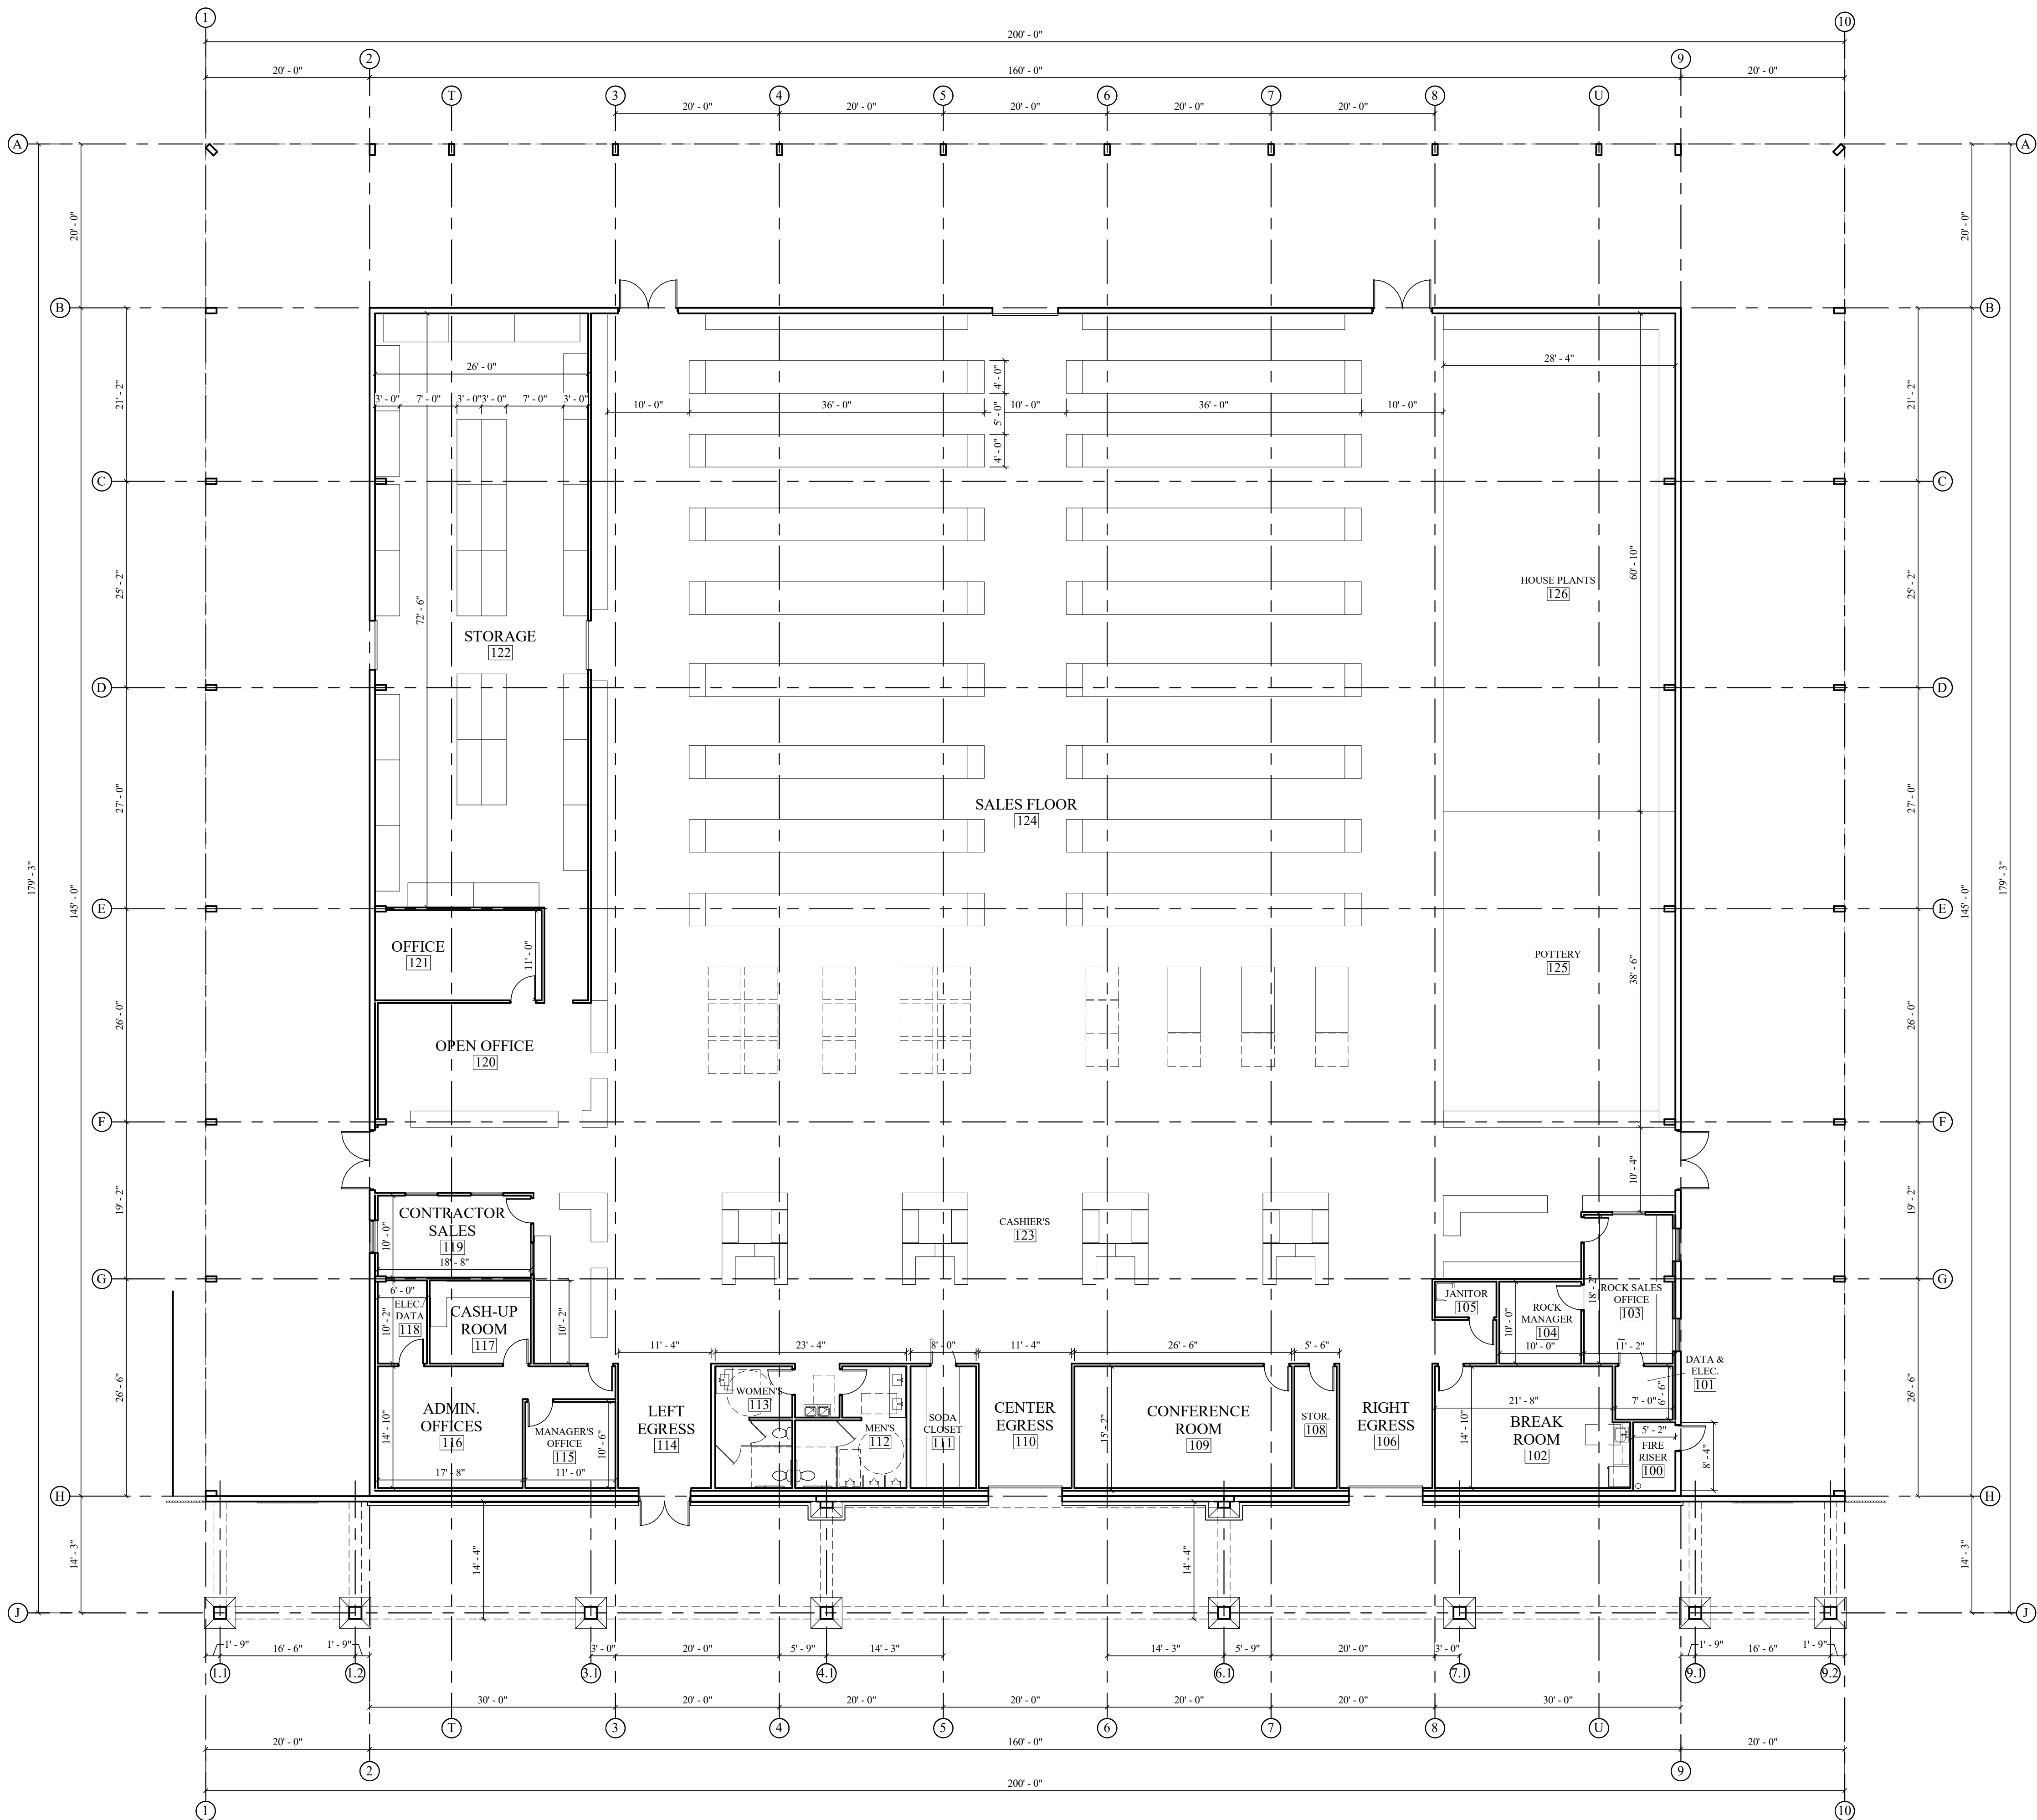 1
10
200' - 0"
2
9
20' - 0"
160' - 0"
20' - 0"
T
3
4
5
6
7
8
U
20' - 0"
20' - 0"
20' - 0"
20' - 0"
20' - 0"
A
A
20' - 0"
20' - 0"
B
B
26' - 0"
28' - 4"
4' - 0"
21' - 2"
21' - 2"
3' - 0"
7' - 0"
3' - 0"
3' - 0"
7' - 0"
3' - 0"
10' - 0"
36' - 0"
10' - 0"
36' - 0"
10' - 0"
5' - 0"
4' - 0"
C
C
25' - 2"
25' - 2"
60' - 10"
HOUSE PLANTS
126
72' - 6"
STORAGE
122
D
D
27' - 0"
27' - 0"
SALES FLOOR
124
179' - 3"
145' - 0"
145' - 0"
179' - 3"
E
E
OFFICE
121
11' - 0"
POTTERY
125
38' - 6"
26' - 0"
26' - 0"
OPEN OFFICE
120
F
F
10' - 4"
19' - 2"
19' - 2"
CONTRACTOR
SALES
119
10' - 0"
18' - 8"
CASHIER'S
123
G
G
6' - 0"
ELEC./
DATA
118
10' - 2"
CASH-UP
ROOM
117
10' - 2"
JANITOR
105
10' - 0"
ROCK
MANAGER
104
10' - 0"
18' - 2"
ROCK SALES
OFFICE
103
11' - 2"
11' - 4"
23' - 4"
8' - 0"
11' - 4"
26' - 6"
5' - 6"
DATA &
ELEC.
101
26' - 6"
26' - 6"
14' - 10"
ADMIN.
OFFICES
116
17' - 8"
MANAGER'S
OFFICE
115
10' - 6"
11' - 0"
LEFT
EGRESS
114
WOMEN'S
113
MEN'S
112
SODA
CLOSET
111
CENTER
EGRESS
110
15' - 2"
CONFERENCE
ROOM
109
STOR.
108
RIGHT
EGRESS
106
21' - 8"
14' - 10"
BREAK
ROOM
102
7' - 0"
6' - 6"
5' - 2"
FIRE
RISER
100
8' - 4"
H
H
14' - 3"
14' - 4"
14' - 4"
14' - 3"
J
J
1' - 9"
16' - 6"
1' - 9"
3' - 0"
20' - 0"
5' - 9"
14' - 3"
14' - 3"
5' - 9"
20' - 0"
3' - 0"
1' - 9"
16' - 6"
1' - 9"
1.1
1.2
3.1
4.1
6.1
7.1
9.1
9.2
30' - 0"
20' - 0"
20' - 0"
20' - 0"
20' - 0"
20' - 0"
30' - 0"
T
3
4
5
6
7
8
U
20' - 0"
160' - 0"
20' - 0"
2
9
200' - 0"
1
10